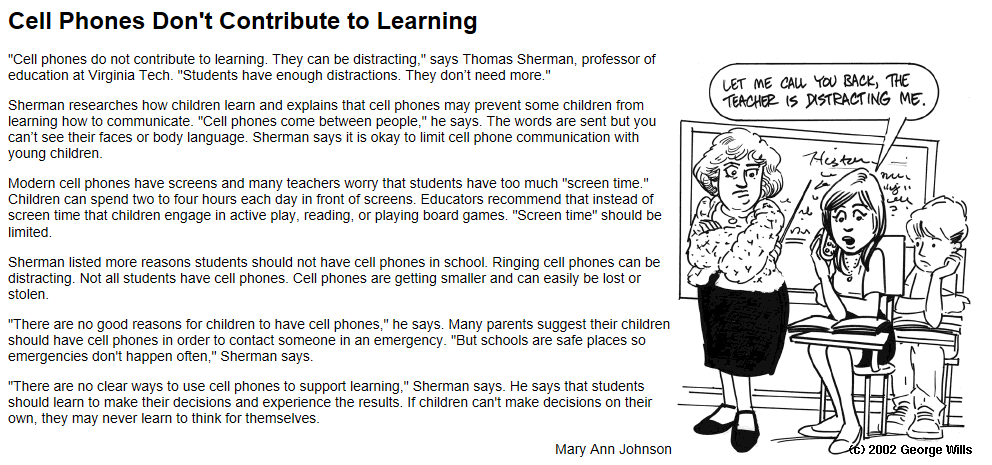 Cell Phones Don't Contribute to Learning
"Cell phones do not contribute to learning. They can be distracting," says Thomas Sherman, professor of
education at Virginia Tech. "Students have enough distractions. They don’t need more."
Sherman researches how children learn and explains that cell phones may prevent some children from
learning how to communicate. "Cell phones come between people," he says. The words are sent but you
can’t see their faces or body language. Sherman says it is okay to limit cell phone communication with
young children.
Modern cell phones have screens and many teachers worry that students have too much "screen time."
Children can spend two to four hours each day in front of screens. Educators recommend that instead of
screen time that children engage in active play, reading, or playing board games. "Screen time" should be
limited.
Sherman listed more reasons students should not have cell phones in school. Ringing cell phones can be
distracting. Not all students have cell phones. Cell phones are getting smaller and can easily be lost or
stolen.
"There are no good reasons for children to have cell phones," he says. Many parents suggest their children
should have cell phones in order to contact someone in an emergency. "But schools are safe places so
emergencies don't happen often," Sherman says.
"There are no clear ways to use cell phones to support learning," Sherman says. He says that students
should learn to make their decisions and experience the results. If children can't make decisions on their
own, they may never learn to think for themselves.
Mary Ann Johnson
LET ME CALL YOU BACK, THE
TEACHER IS DISTRACTING ME.
(c) 2002 George Wills